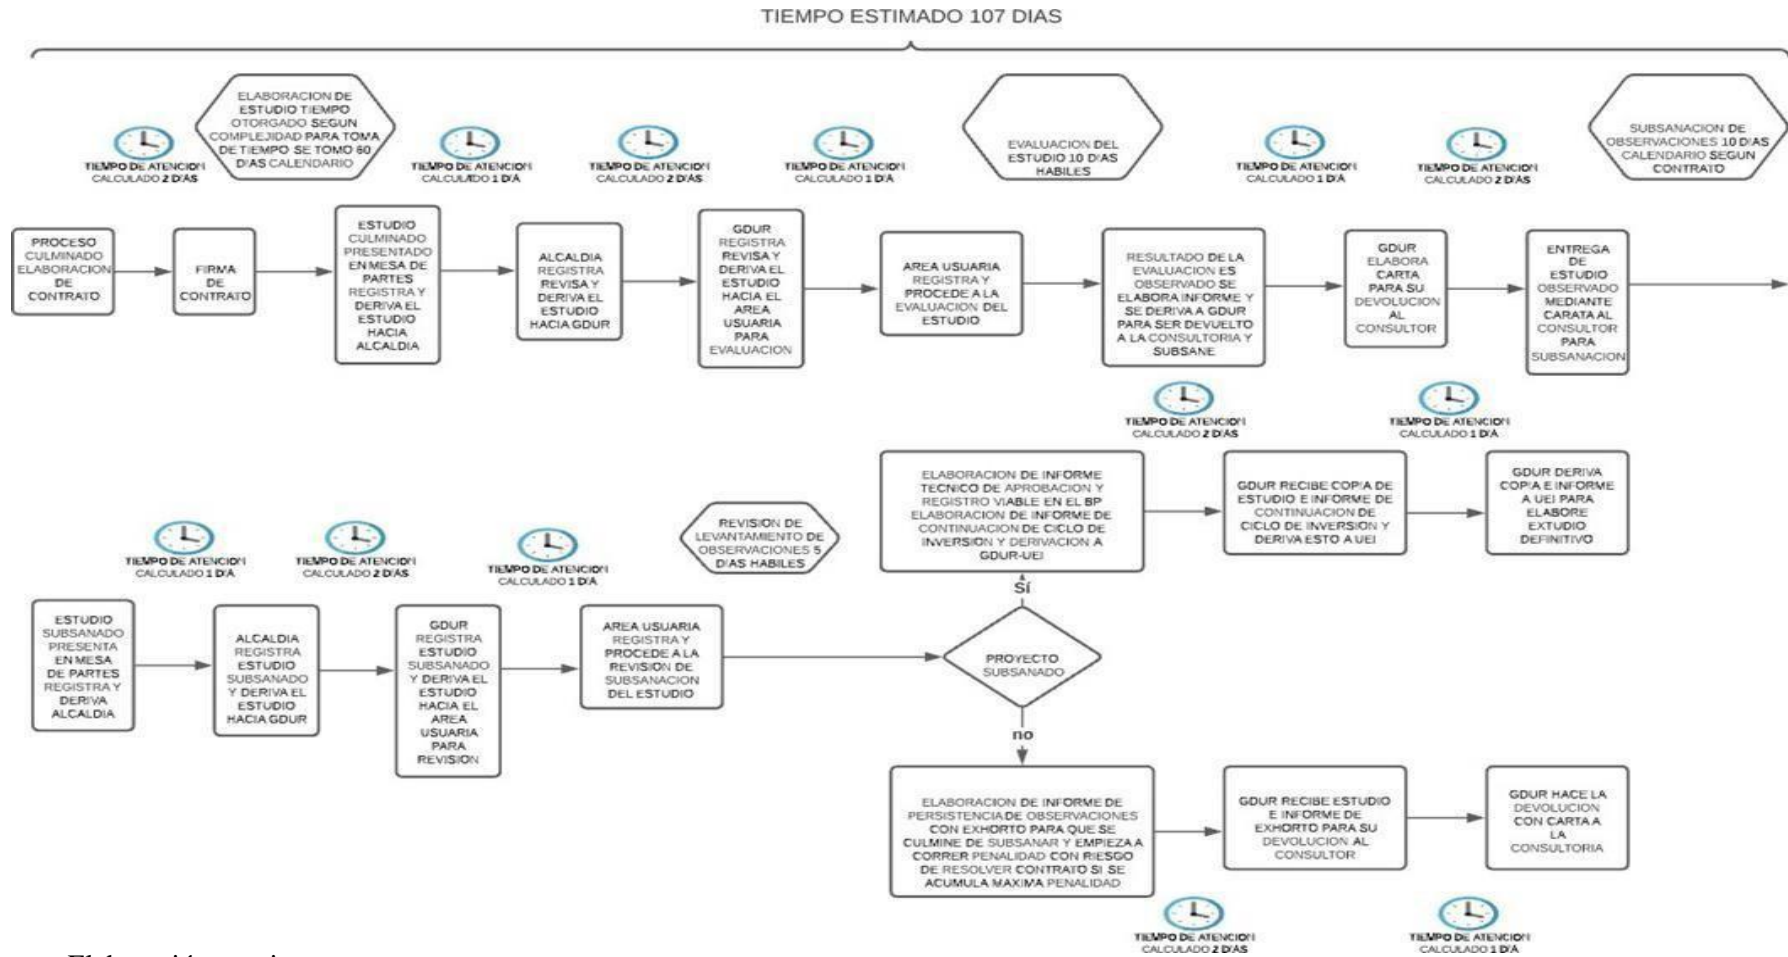 TIEMPO ESTIMADO 107 DIAS
TIEMPO DE ATENCION
CALCULADO 2 DIAS
ELABORACION DE
ESTUDIO TIEMPO
OTORGADO SEGUN
COMPLEJIDAD PARA TOMA
DE TIEMPO SE TOMO 60
DIAS CALENDARIO
TIEMPO DE ATENCION
CALCULADO 1 DIA
TIEMPO DE ATENCION
CALCULADO 2 DIAS
TIEMPO DE ATENCION
CALCULADO 1 DIA
EVALUACION DEL
ESTUDIO 10 DIAS
HABILES
TIEMPO DE ATENCION
CALCULADO 1 DIA
TIEMPO DE ATENCION
CALCULADO 2 DIAS
SUBSANACION DE
OBSERVACIONES 10 DIAS
CALENDARIO SEGUN
CONTRATO
PROCESO
CULMINADO
ELABORACION
DE
CONTRATO
FIRMA
DE
CONTRATO
ESTUDIO
CULMINADO
PRESENTADO
EN MESA DE
PARTES
REGISTRA Y
DERIVA EL
ESTUDIO
HACIA
ALCALDIA
ALCALDIA
REGISTRA
REVISA Y
DERIVA EL
ESTUDIO
HACIA GDUR
GDUR
REGISTRA
REVISA Y
DERIVA EL
ESTUDIO
HACIA EL
AREA
USUARIA
PARA
EVALUACION
AREA USUARIA
REGISTRA Y
PROCEDE A LA
EVALUACION DEL
ESTUDIO
RESULTADO DE LA
EVALUACION ES
OBSERVADO SE
ELABORA INFORME Y
SE DERIVA A GDUR
PARA SER DEVUELTO
A LA CONSULTORIA Y
SUBSANE
GDUR
ELABORA
CARTA
PARA SU
DEVOLUCION
AL
CONSULTOR
ENTREGA
DE
ESTUDIO
OBSERVADO
MEDIANTE
CARATA AL
CONSULTOR
PARA
SUBSANACION
TIEMPO DE ATENCION
CALCULADO 2 DIAS
TIEMPO DE ATENCION
CALCULADO 1 DIA
ELABORACION DE INFORME
TECNICO DE APROBACION Y
REGISTRO VIABLE EN EL BP
ELABORACION DE INFORME DE
CONTINUACION DE CICLO DE
INVERSION Y DERIVACION A
GDUR-UEI
GDUR RECIBE COPIA DE
ESTUDIO E INFORME DE
CONTINUACION DE
CICLO DE INVERSION Y
DERIVA ESTO A UEI
GDUR DERIVA
COPIA E INFORME
A UEI PARA
ELABORE
EXTUDIO
DEFINITIVO
TIEMPO DE ATENCION
CALCULADO 1 DIA
TIEMPO DE ATENCION
CALCULADO 2 DIAS
TIEMPO DE ATENCION
CALCULADO 1 DIA
REVISION DE
LEVANTAMIENTO DE
OBSERVACIONES 5
DIAS HABILES
Sí
ESTUDIO
SUBSANADO
PRESENTA
EN MESA
DE PARTES
REGISTRA Y
DERIVA
ALCALDIA
ALCALDIA
REGISTRA
ESTUDIO
SUBSANADO
Y DERIVA EL
ESTUDIO
HACIA GDUR
GDUR
REGISTRA
ESTUDIO
SUBSANADO
Y DERIVA EL
ESTUDIO
HACIA EL
AREA
USUARIA
PARA
REVISION
AREA USUARIA
REGISTRA Y
PROCEDE A LA
REVISION DE
SUBSANACION
DEL ESTUDIO
PROYECTO
SUBSANADO
no
ELABORACION DE INFORME DE
PERSISTENCIA DE OBSERVACIONES
CON EXHORTO PARA QUE SE
CULMINE DE SUBSANAR Y EMPIEZA A
CORRER PENALIDAD CON RIESGO
DE RESOLVER CONTRATO SI SE
ACUMULA MAXIMA PENALIDAD
GDUR RECIBE ESTUDIO
E INFORME DE
EXHORTO PARA SU
DEVOLUCION AL
CONSULTOR
GDUR HACE LA
DEVOLUCION
CON CARTA A
LA
CONSULTORIA
TIEMPO DE ATENCION
CALCULADO 2 DIAS
TIEMPO DE ATENCION
CALCULADO 1 DIA